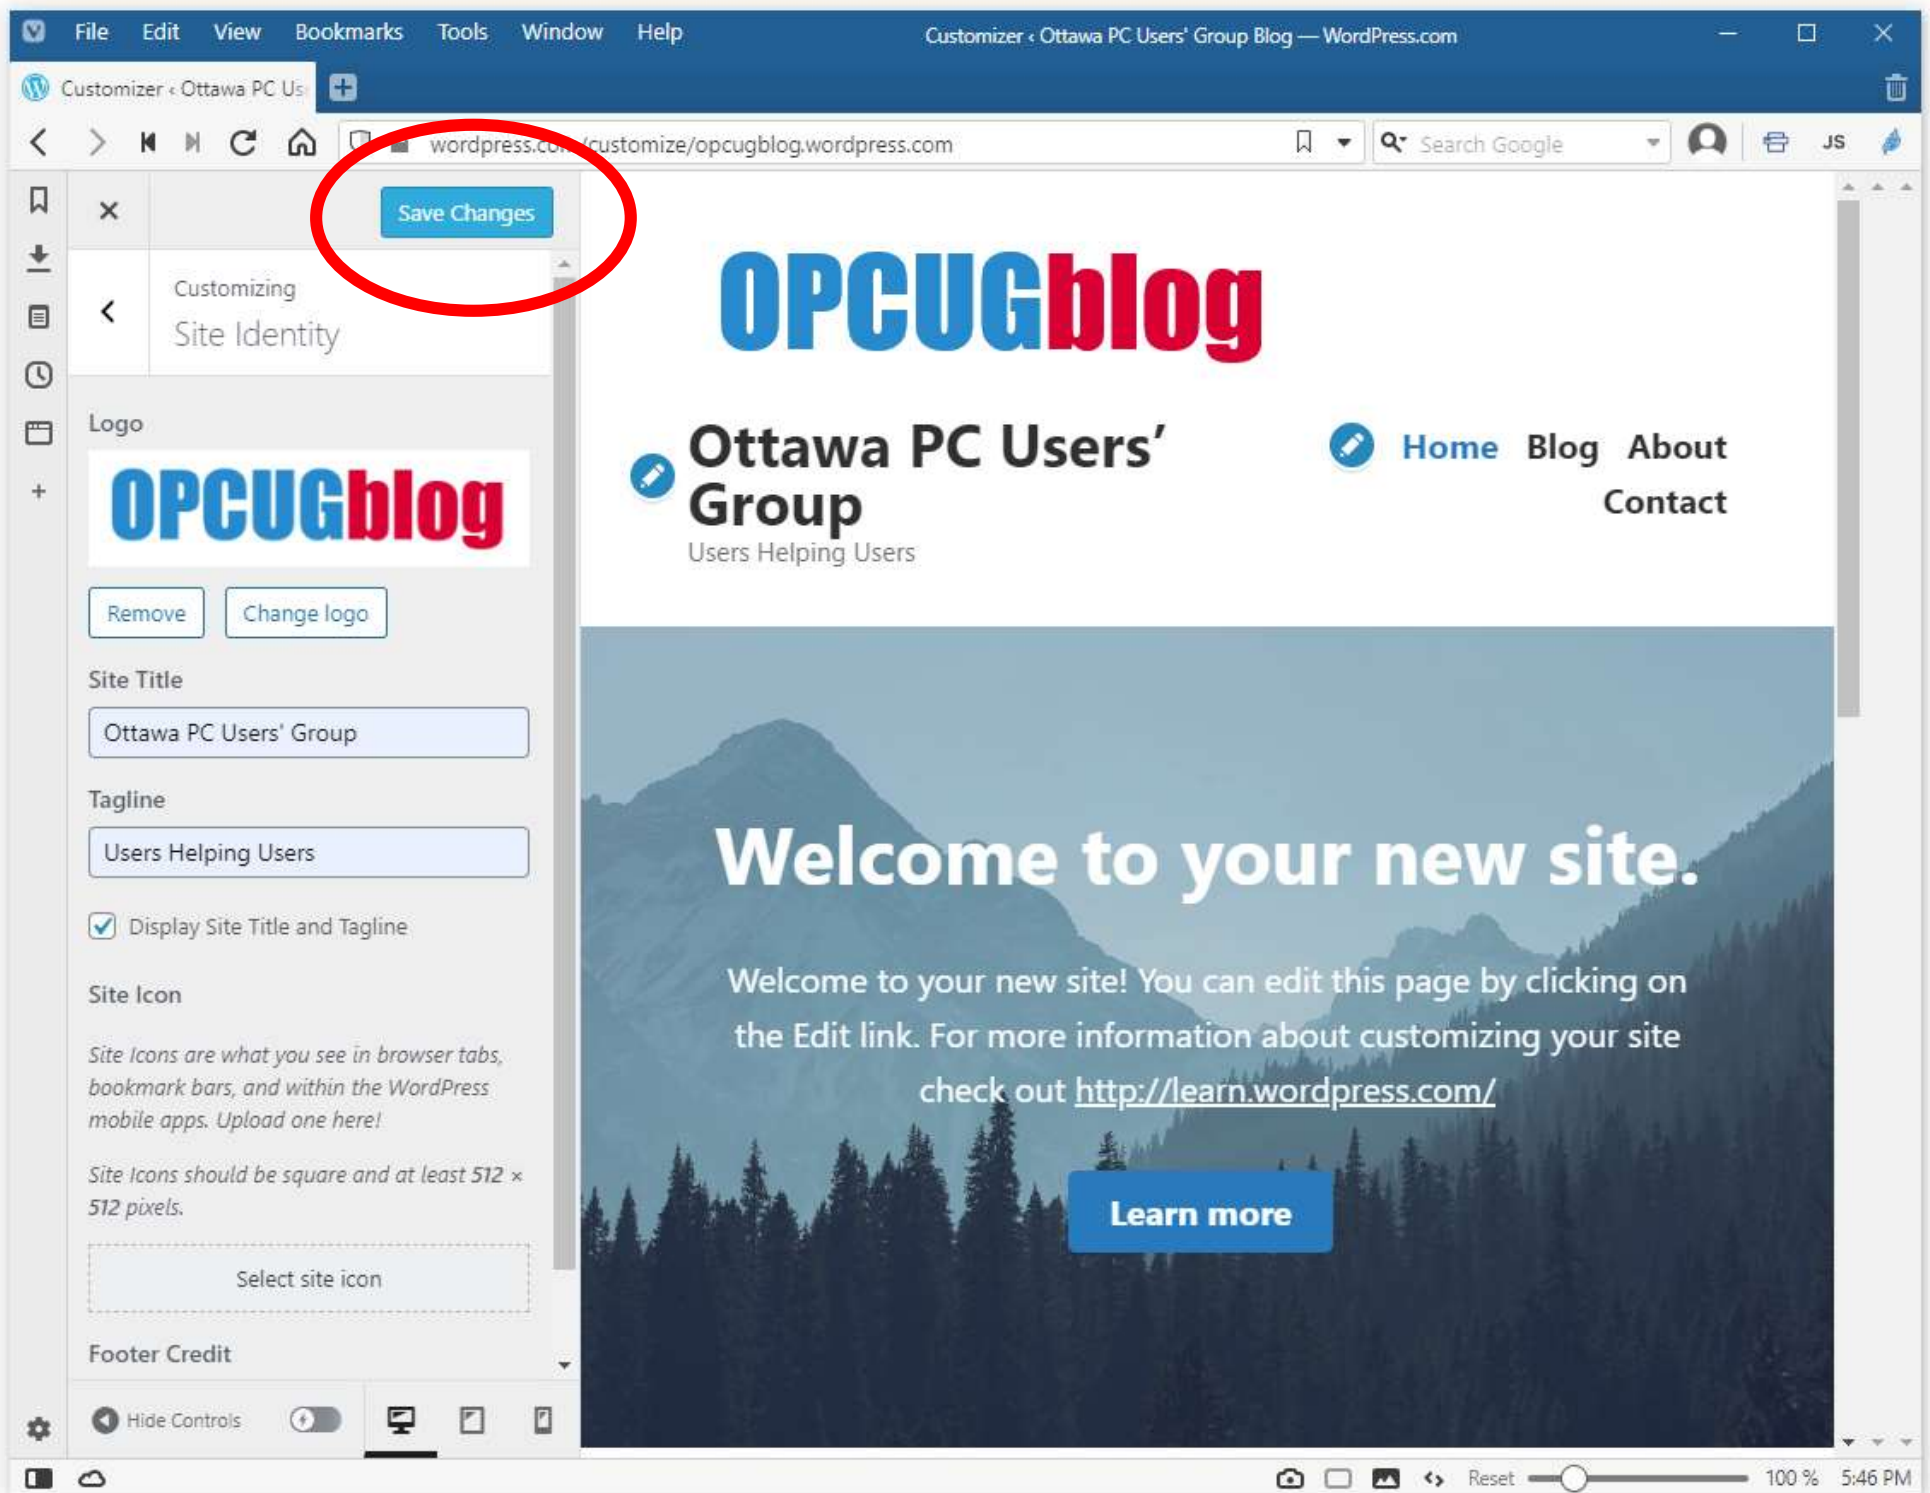 File Edit View Bookmarks Tools Window Help
Customizer ‹ Ottawa PC Users' Group Blog — WordPress.com
Customizer ‹ Ottawa PC Us
wordpress.com/customize/opcugblog.wordpress.com
Search Google
JS
Save Changes
Customizing
Site Identity
Logo
OPCUGblog
Remove
Change logo
Site Title
Ottawa PC Users' Group
Tagline
Users Helping Users
Display Site Title and Tagline
Site Icon
Site Icons are what you see in browser tabs,
bookmark bars, and within the WordPress
mobile apps. Upload one here!
Site Icons should be square and at least 512 ×
512 pixels.
Select site icon
Footer Credit
Hide Controls
OPCUGblog
Ottawa PC Users’
Group
Users Helping Users
Home Blog About
Contact
Welcome to your new site.
Welcome to your new site! You can edit this page by clicking on
the Edit link. For more information about customizing your site
check out http://learn.wordpress.com/
Learn more
Reset
100 %
5:46 PM